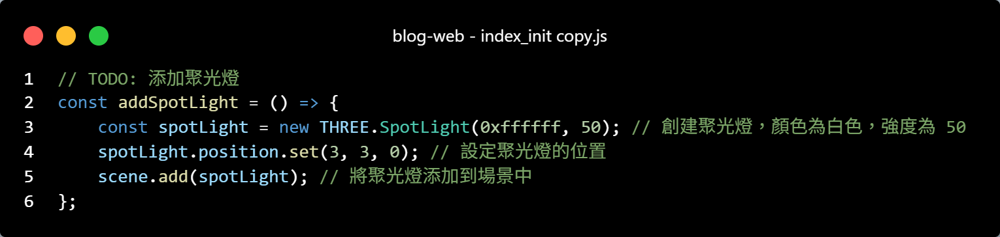 blog-web - index_init copy.js
1 // TODO: 添加聚光燈
2 const addSpotLight = () => {
3     const spotLight = new THREE.SpotLight(0xffffff, 50); // 創建聚光燈，顏色為白色，強度為 50
4     spotLight.position.set(3, 3, 0); // 設定聚光燈的位置
5     scene.add(spotLight); // 將聚光燈添加到場景中
6 };